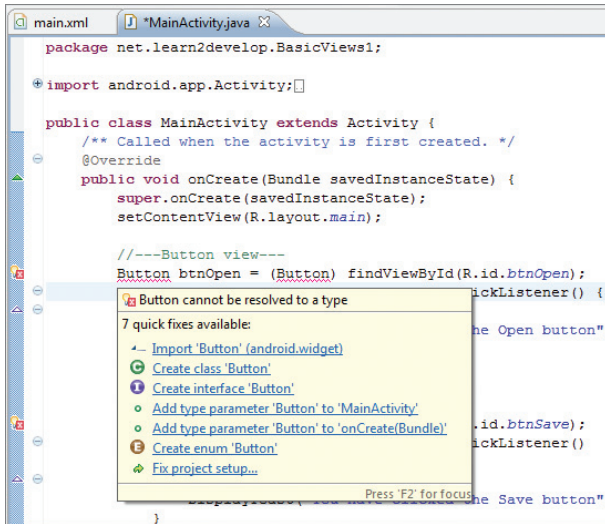 main.xml *MainActivity.java
package net.learn2develop.BasicViews1;
import android.app.Activity;
public class MainActivity extends Activity {
/** Called when the activity is first created. */
@Override
public void onCreate(Bundle savedInstanceState) {
super.onCreate(savedInstanceState);
setContentView(R.layout.main);
//---Button view---
Button btnOpen = (Button) findViewById(R.id.btnOpen);
ickListener() {
Button cannot be resolved to a type
7 quick fixes available:
he Open button"
Import 'Button' (android.widget)
Create class 'Button'
Create interface 'Button'
Add type parameter 'Button' to 'MainActivity'
.id.btnSave);
Add type parameter 'Button' to 'onCreate(Bundle)'
ickListener()
Create enum 'Button'
Fix project setup...
Press 'F2' for focus
the Save button"
}